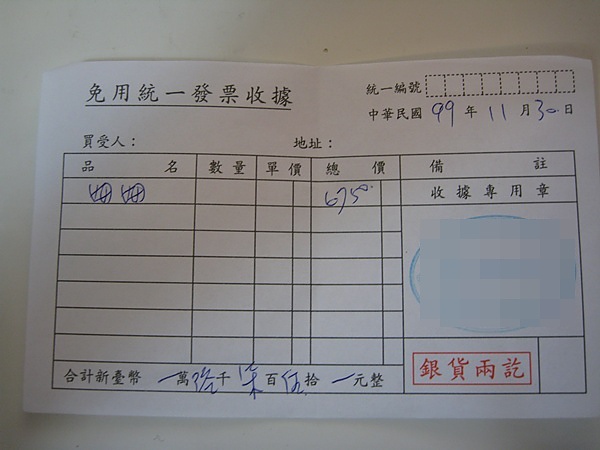 免用統一發票收據
統一編號
中華民國 99 年 11 月 30 日
買受人： 地址：
品名 數量 單價 總價 備註
6750 收據專用章
合計新臺幣 一萬 陸千 柒百 伍拾 一元整
銀貨兩訖